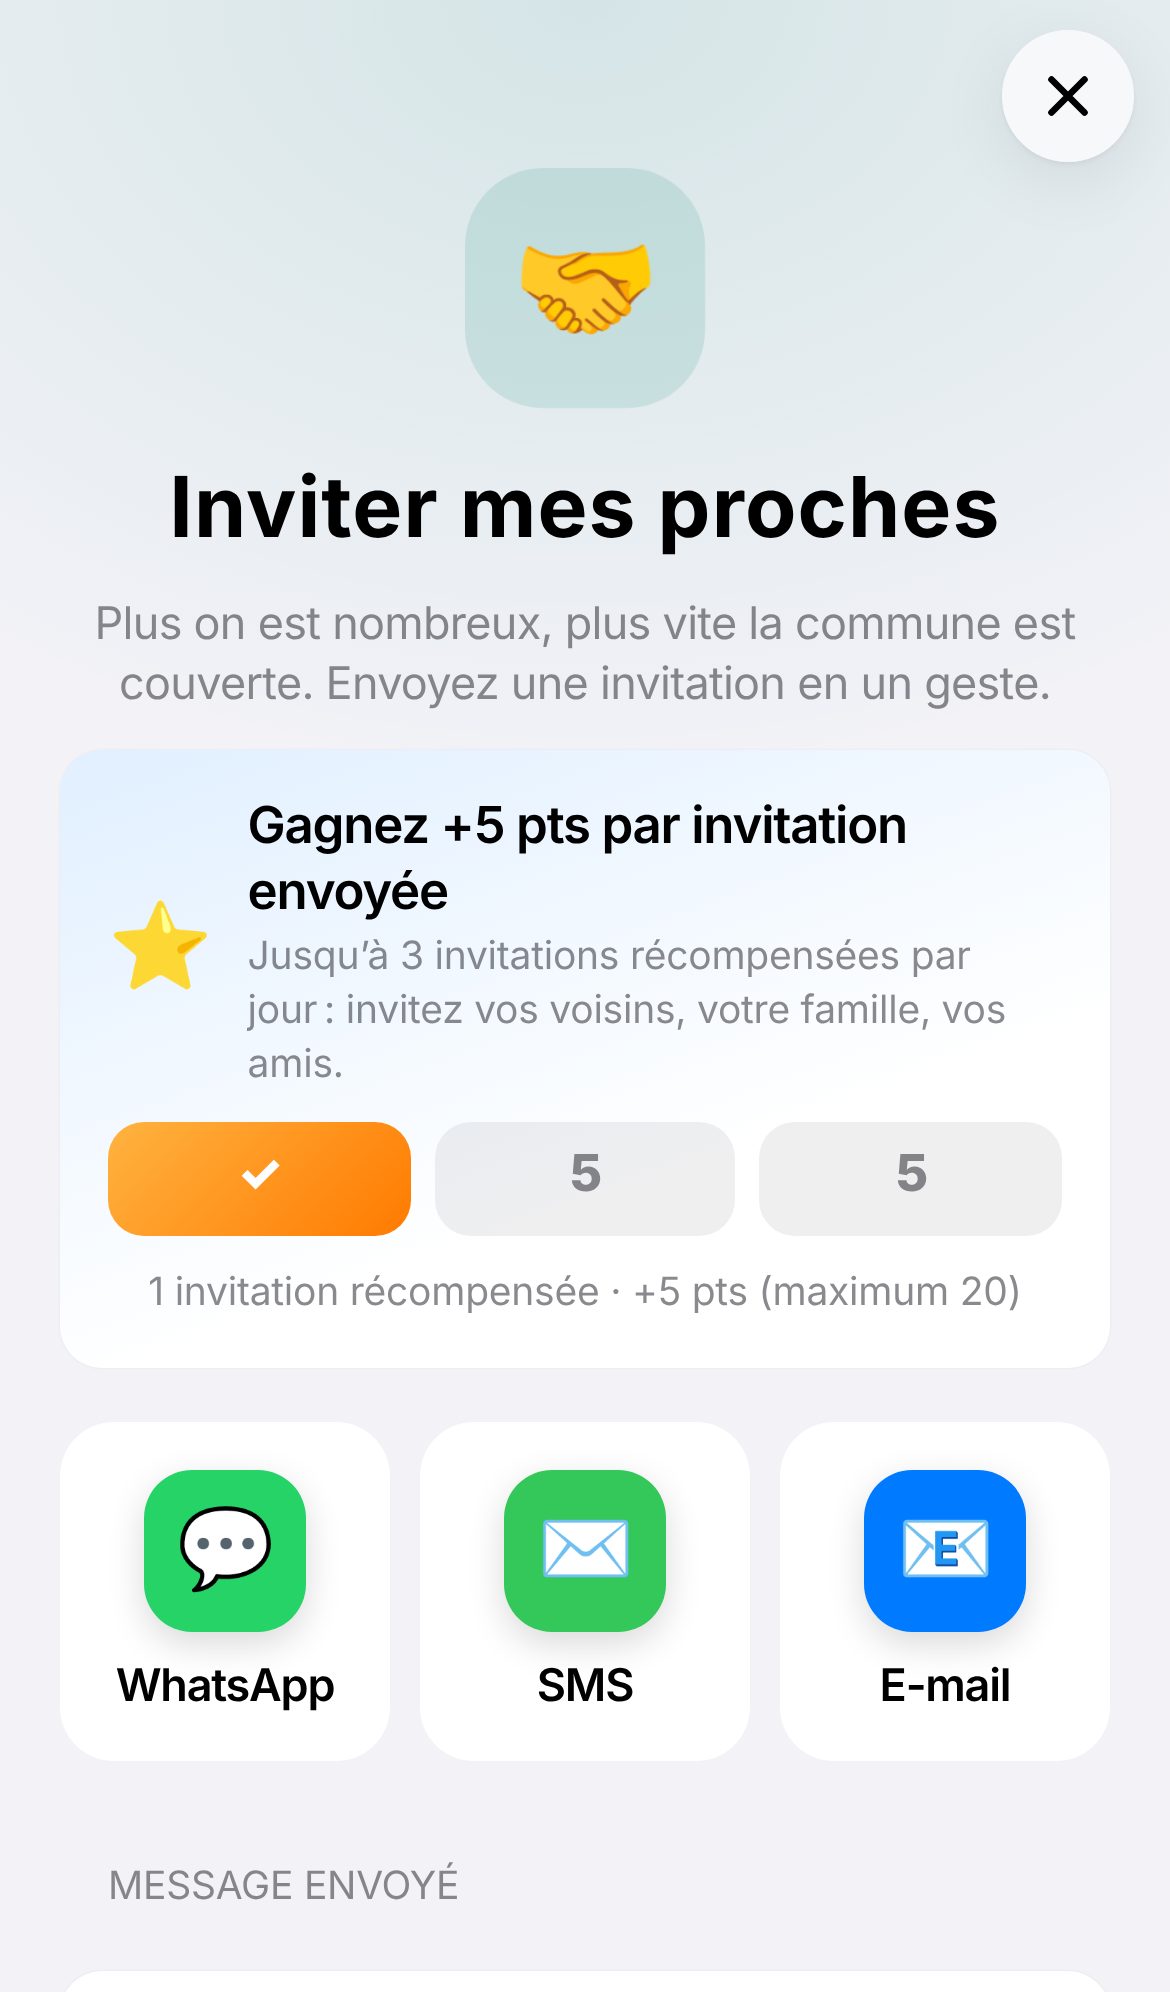 Inviter mes proches
Plus on est nombreux, plus vite la commune est
couverte. Envoyez une invitation en un geste.
Gagnez +5 pts par invitation
envoyée
Jusqu’à 3 invitations récompensées par
jour : invitez vos voisins, votre famille, vos
amis.
5
5
1 invitation récompensée · +5 pts (maximum 20)
WhatsApp
SMS
E-mail
MESSAGE ENVOYÉ